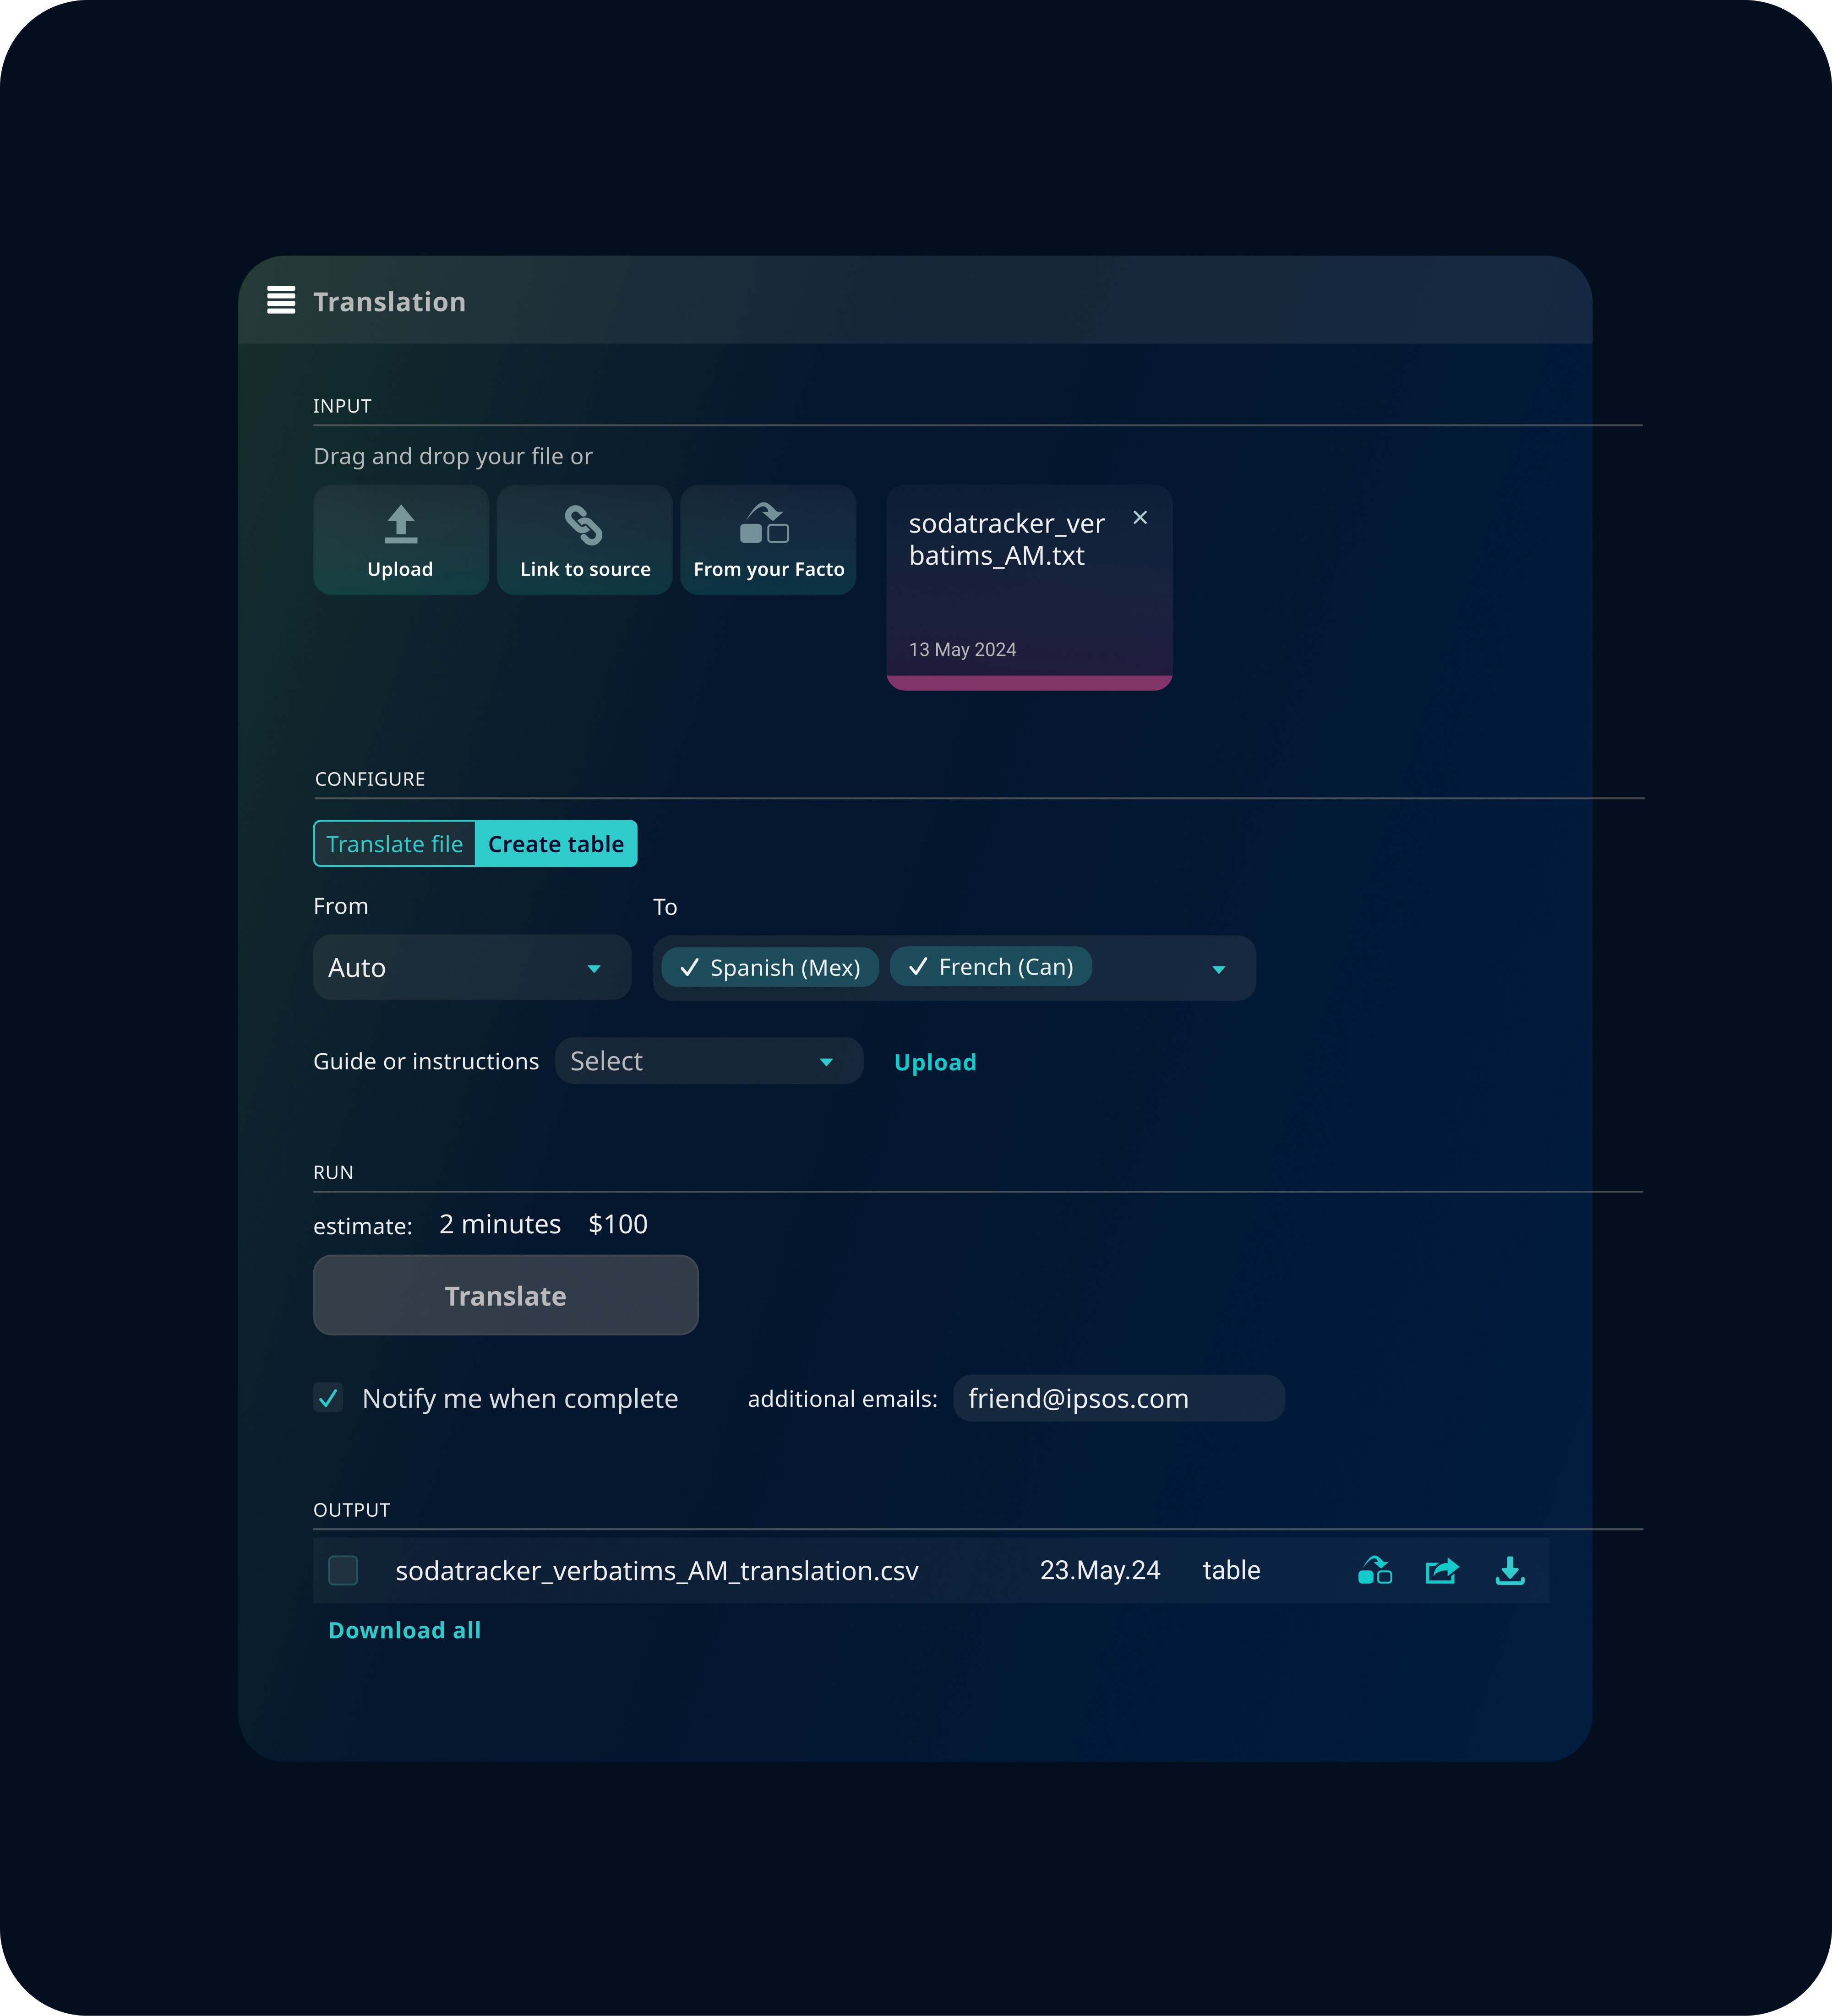 Translation
INPUT
Drag and drop your file or
Upload
Link to source
From your Facto
sodatracker_ver
batims_AM.txt
13 May 2024
CONFIGURE
Translate file
Create table
From
To
Auto
Spanish (Mex)
French (Can)
Guide or instructions
Select
Upload
RUN
estimate:
2 minutes
$100
Translate
Notify me when complete
additional emails:
friend@ipsos.com
OUTPUT
sodatracker_verbatims_AM_translation.csv
23.May.24
table
Download all